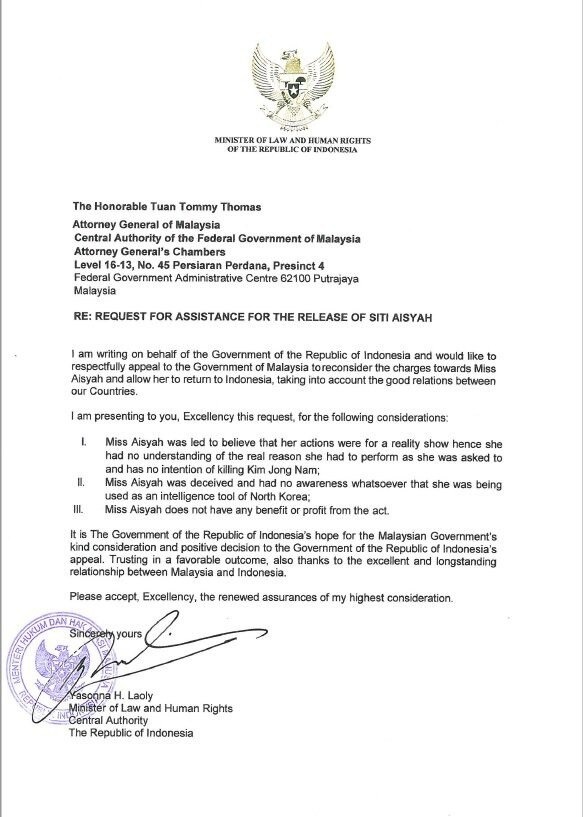 MINISTER OF LAW AND HUMAN RIGHTS
OF THE REPUBLIC OF INDONESIA
The Honorable Tuan Tommy Thomas
Attorney General of Malaysia
Central Authority of the Federal Government of Malaysia
Attorney General's Chambers
Level 16-13, No. 45 Persiaran Perdana, Presinct 4
Federal Government Administrative Centre 62100 Putrajaya
Malaysia
RE: REQUEST FOR ASSISTANCE FOR THE RELEASE OF SITI AISYAH
I am writing on behalf of the Government of the Republic of Indonesia and would like to
respectfully appeal to the Government of Malaysia to reconsider the charges towards Miss
Aisyah and allow her to return to Indonesia, taking into account the good relations between
our Countries.
I am presenting to you, Excellency this request, for the following considerations:
I. Miss Aisyah was led to believe that her actions were for a reality show hence she
had no understanding of the real reason she had to perform as she was asked to
and has no intention of killing Kim Jong Nam;
II. Miss Aisyah was deceived and had no awareness whatsoever that she was being
used as an intelligence tool of North Korea;
III. Miss Aisyah does not have any benefit or profit from the act.
It is The Government of the Republic of Indonesia's hope for the Malaysian Government's
kind consideration and positive decision to the Government of the Republic of Indonesia's
appeal. Trusting in a favorable outcome, also thanks to the excellent and longstanding
relationship between Malaysia and Indonesia.
Please accept, Excellency, the renewed assurances of my highest consideration.
Sincerely yours
MENTERI HUKUM DAN HAK ASASI MANUSIA
REPUBLIK INDONESIA
Yasonna H. Laoly
Minister of Law and Human Rights
Central Authority
The Republic of Indonesia